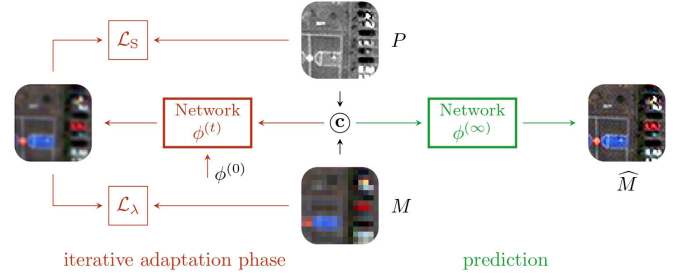 ℒ_S
P
Network
ϕ^(t)
c
Network
ϕ^(∞)
ϕ^(0)
M̂
ℒ_λ
M
iterative adaptation phase
prediction